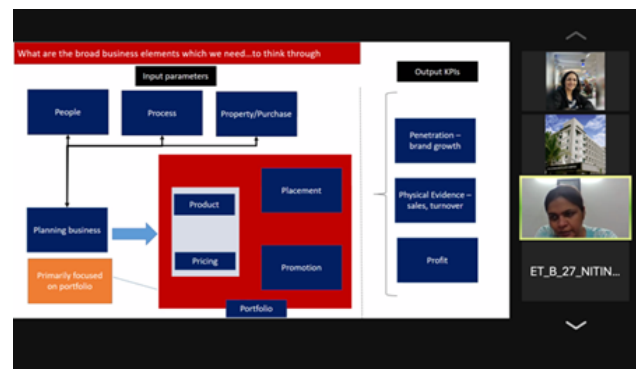 What are the broad business elements which we need...to think through
Input parameters
Output KPIs
People
Process
Property/Purchase
Penetration –
brand growth
Placement
Product
Physical Evidence –
sales, turnover
Planning business
Pricing
Promotion
Profit
Primarily focused
on portfolio
Portfolio
ET_B_27_NITIN...